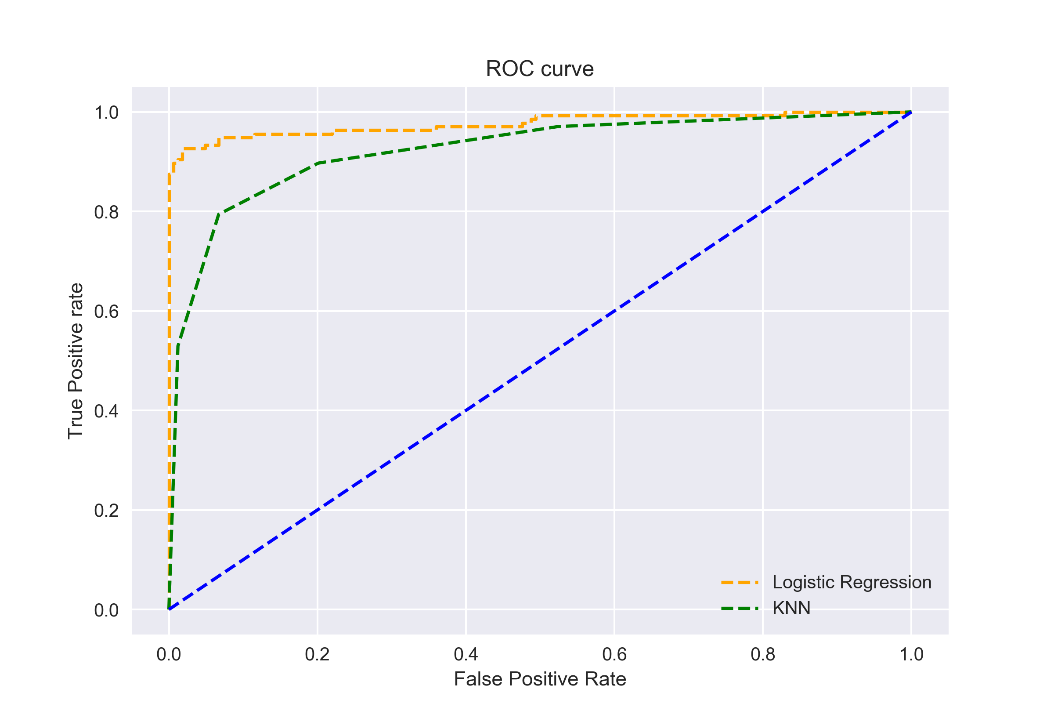 ROC curve
1.0
0.8
0.6
0.4
0.2
0.0
True Positive rate
Logistic Regression
KNN
0.0 0.2 0.4 0.6 0.8 1.0
False Positive Rate